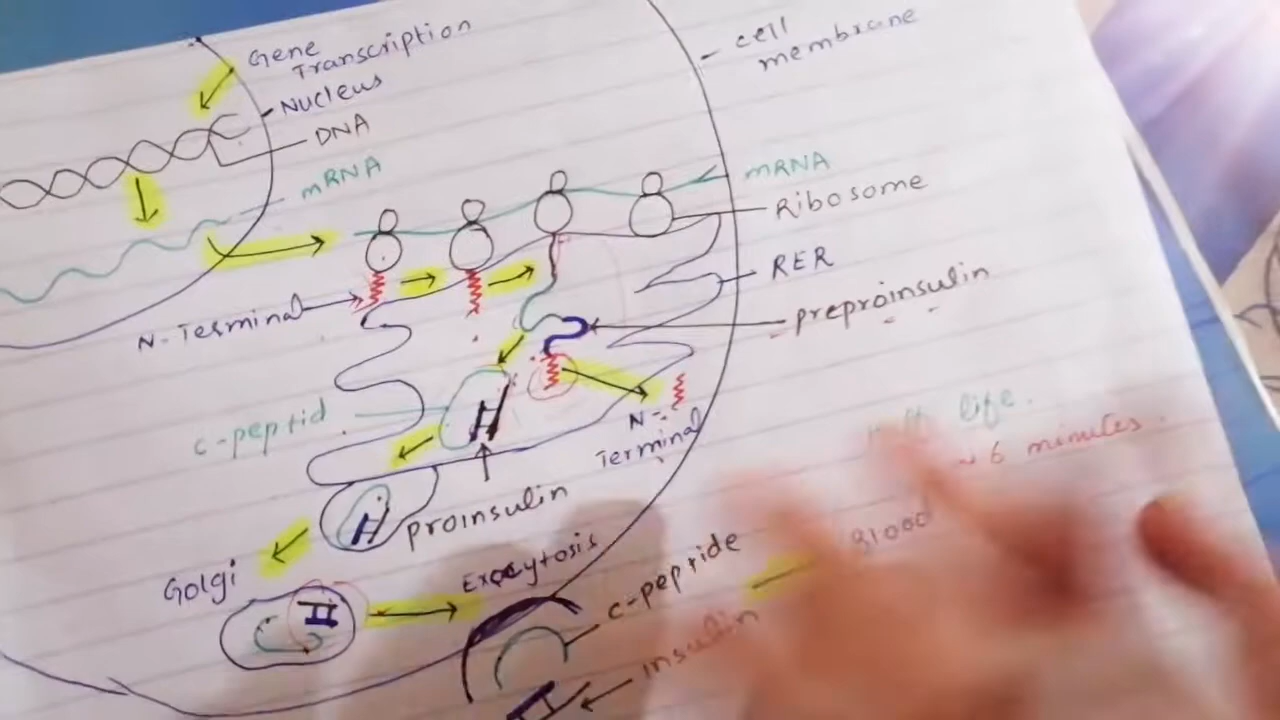 Gene
Transcription
Nucleus
DNA
mRNA
cell
membrane
mRNA
Ribosome
RER
preproinsulin
N-Terminal
c-peptid
N-
Terminal
life.
~6 minutes.
proinsulin
Golgi
Exocytosis
c-peptide
Blood
insulin